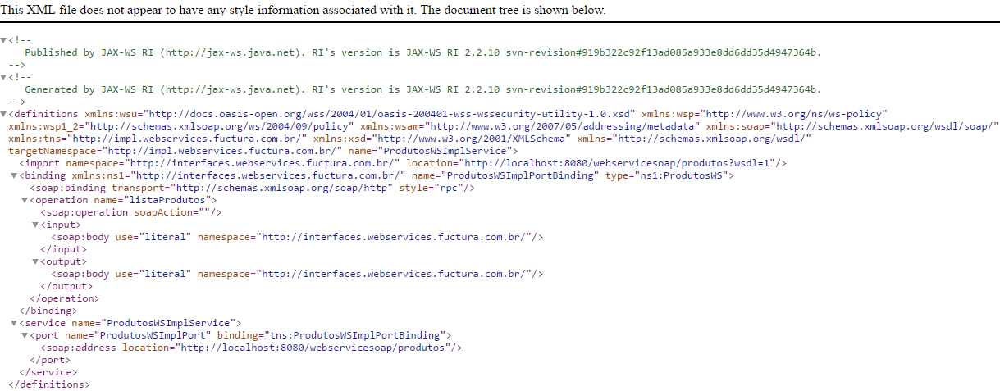 This XML file does not appear to have any style information associated with it. The document tree is shown below.
▼<!--
Published by JAX-WS RI (http://jax-ws.java.net). RI's version is JAX-WS RI 2.2.10 svn-revision#919b322c92f13ad085a933e8dd6dd35d4947364b.
-->
▼<!--
Generated by JAX-WS RI (http://jax-ws.java.net). RI's version is JAX-WS RI 2.2.10 svn-revision#919b322c92f13ad085a933e8dd6dd35d4947364b.
-->
▼<definitions xmlns:wsu="http://docs.oasis-open.org/wss/2004/01/oasis-200401-wss-wssecurity-utility-1.0.xsd" xmlns:wsp="http://www.w3.org/ns/ws-policy"
xmlns:wsp1_2="http://schemas.xmlsoap.org/ws/2004/09/policy" xmlns:wsam="http://www.w3.org/2007/05/addressing/metadata" xmlns:soap="http://schemas.xmlsoap.org/wsdl/soap/"
xmlns:tns="http://impl.webservices.fuctura.com.br/" xmlns:xsd="http://www.w3.org/2001/XMLSchema" xmlns="http://schemas.xmlsoap.org/wsdl/"
targetNamespace="http://impl.webservices.fuctura.com.br/" name="ProdutosWSImplService">
<import namespace="http://interfaces.webservices.fuctura.com.br/" location="http://localhost:8080/webservicesoap/produtos?wsdl=1"/>
▼<binding xmlns:ns1="http://interfaces.webservices.fuctura.com.br/" name="ProdutosWSImplPortBinding" type="ns1:ProdutosWS">
<soap:binding transport="http://schemas.xmlsoap.org/soap/http" style="rpc"/>
▼<operation name="listaProdutos">
<soap:operation soapAction=""/>
▼<input>
<soap:body use="literal" namespace="http://interfaces.webservices.fuctura.com.br/"/>
</input>
▼<output>
<soap:body use="literal" namespace="http://interfaces.webservices.fuctura.com.br/"/>
</output>
</operation>
</binding>
▼<service name="ProdutosWSImplService">
▼<port name="ProdutosWSImplPort" binding="tns:ProdutosWSImplPortBinding">
<soap:address location="http://localhost:8080/webservicesoap/produtos"/>
</port>
</service>
</definitions>